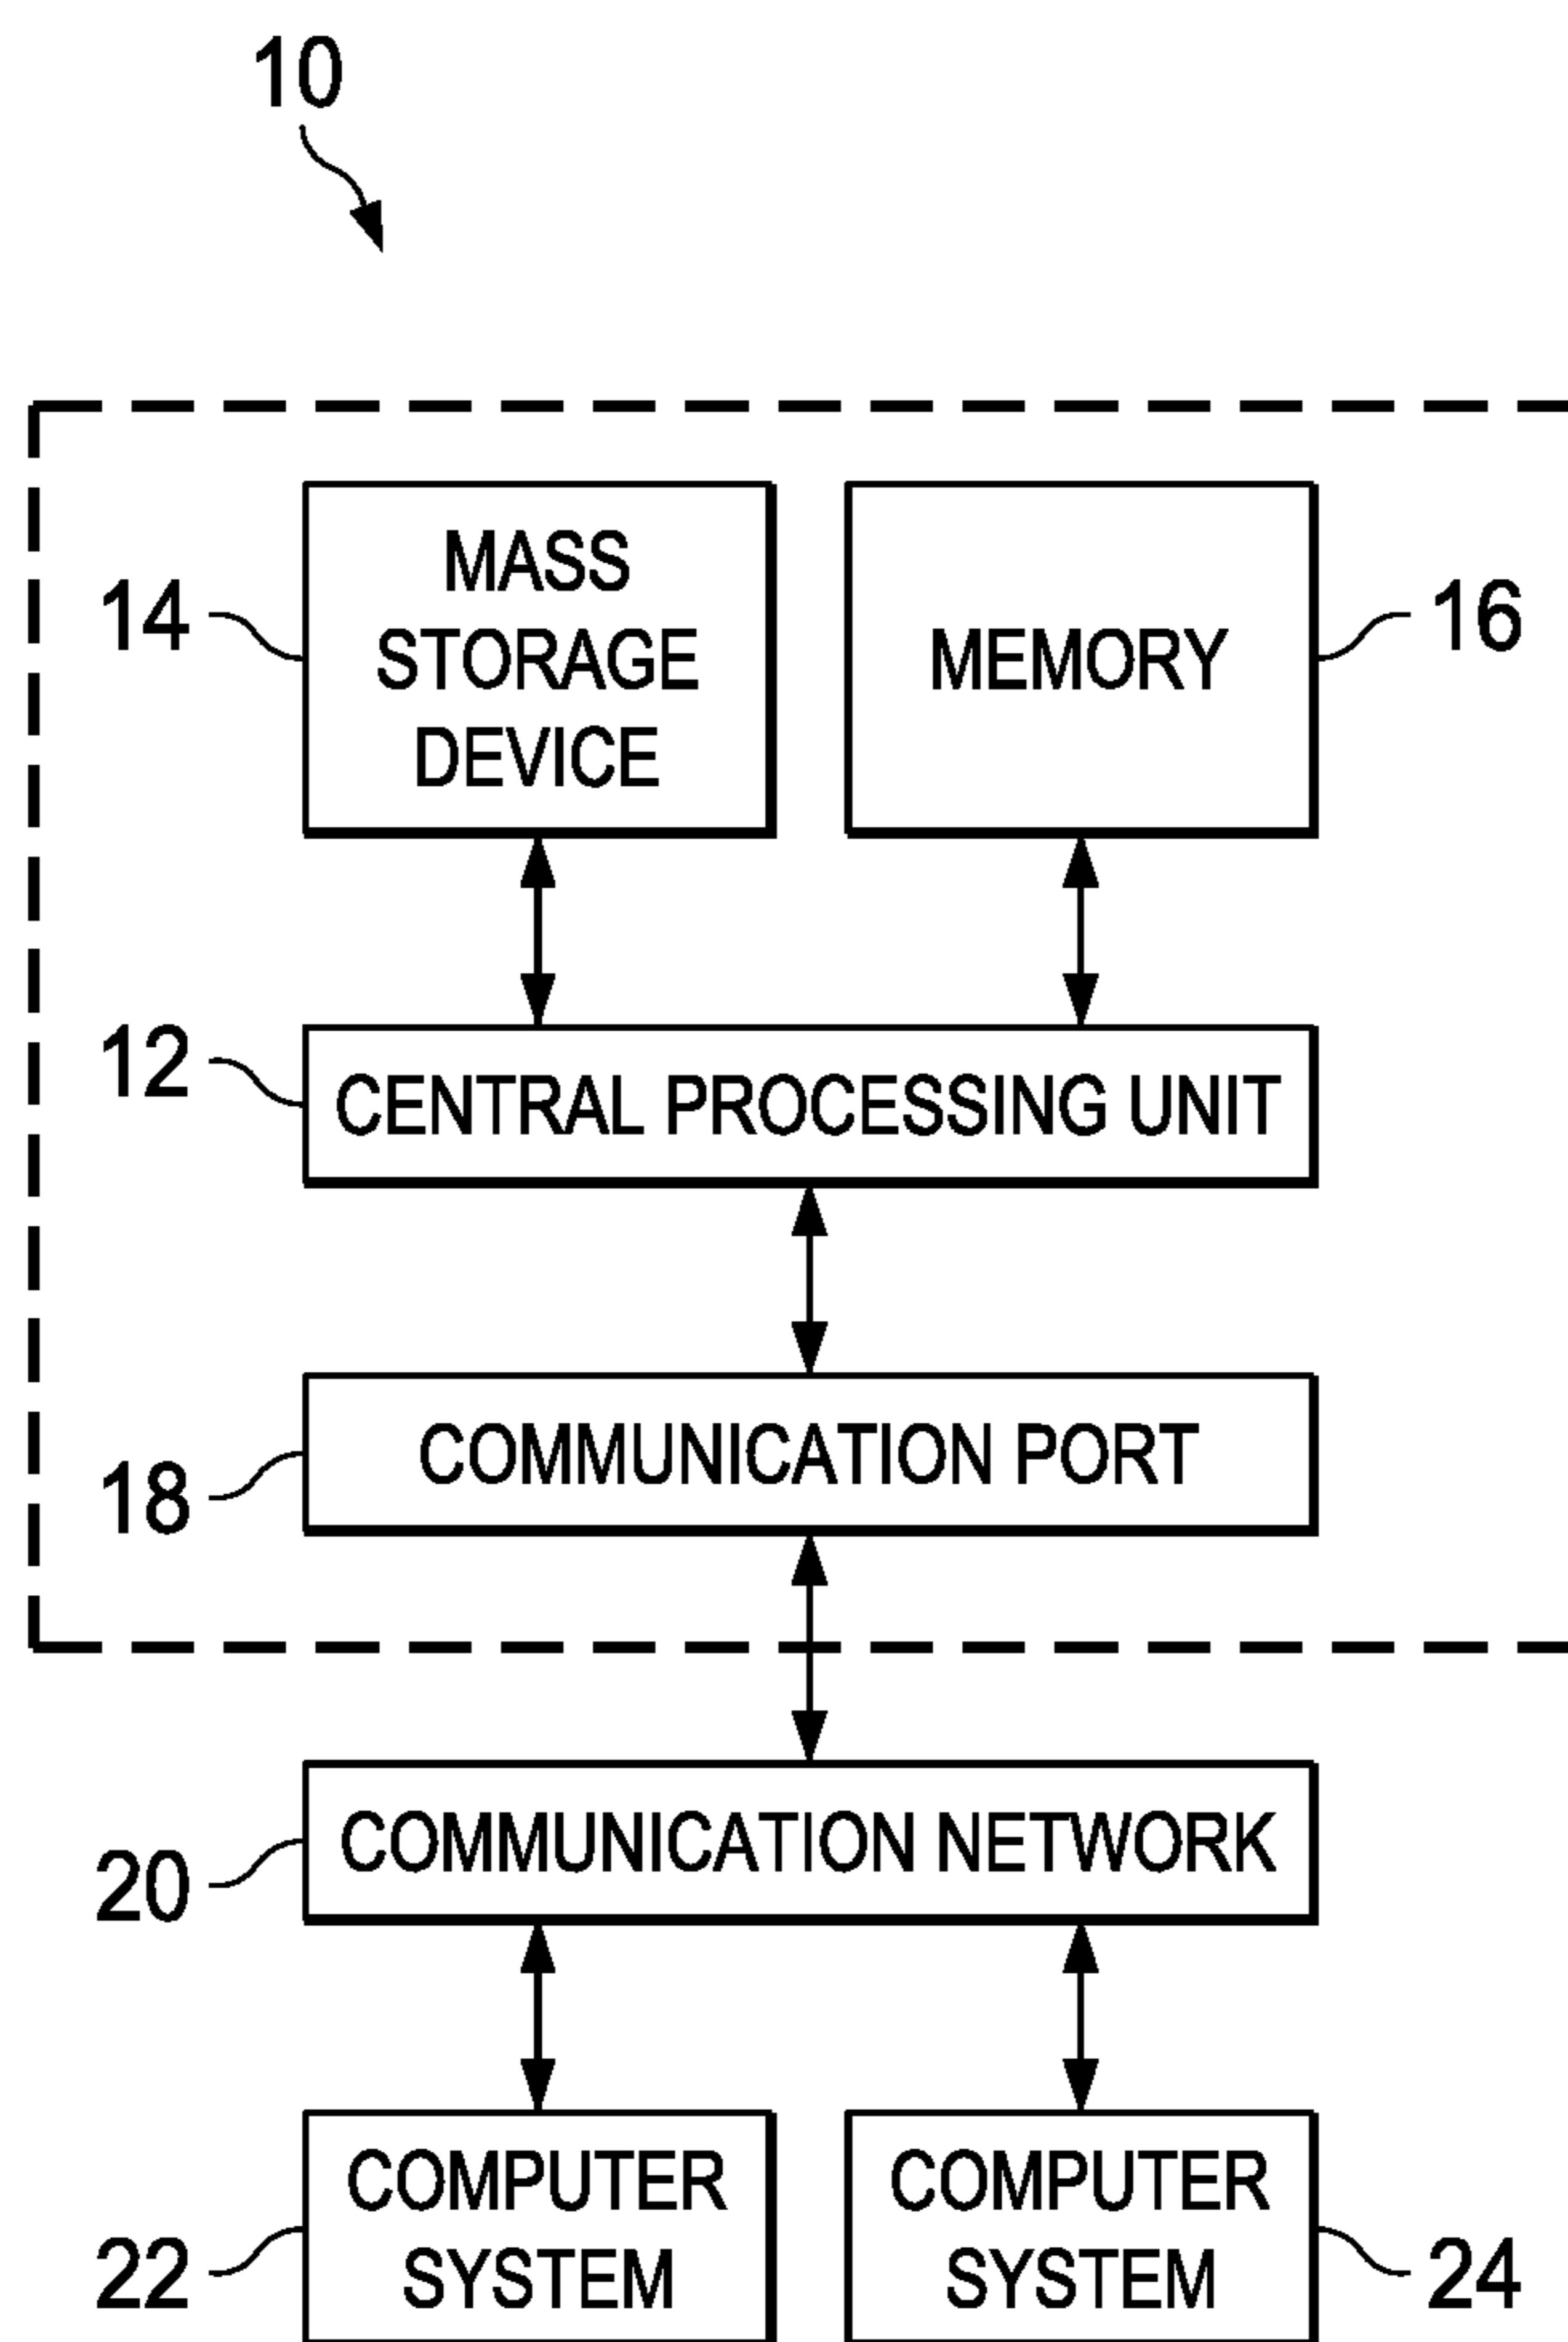 10
MASS
STORAGE
DEVICE
14
MEMORY
16
12
CENTRAL PROCESSING UNIT
COMMUNICATION PORT
18
COMMUNICATION NETWORK
20
COMPUTER
SYSTEM
22
COMPUTER
SYSTEM
24